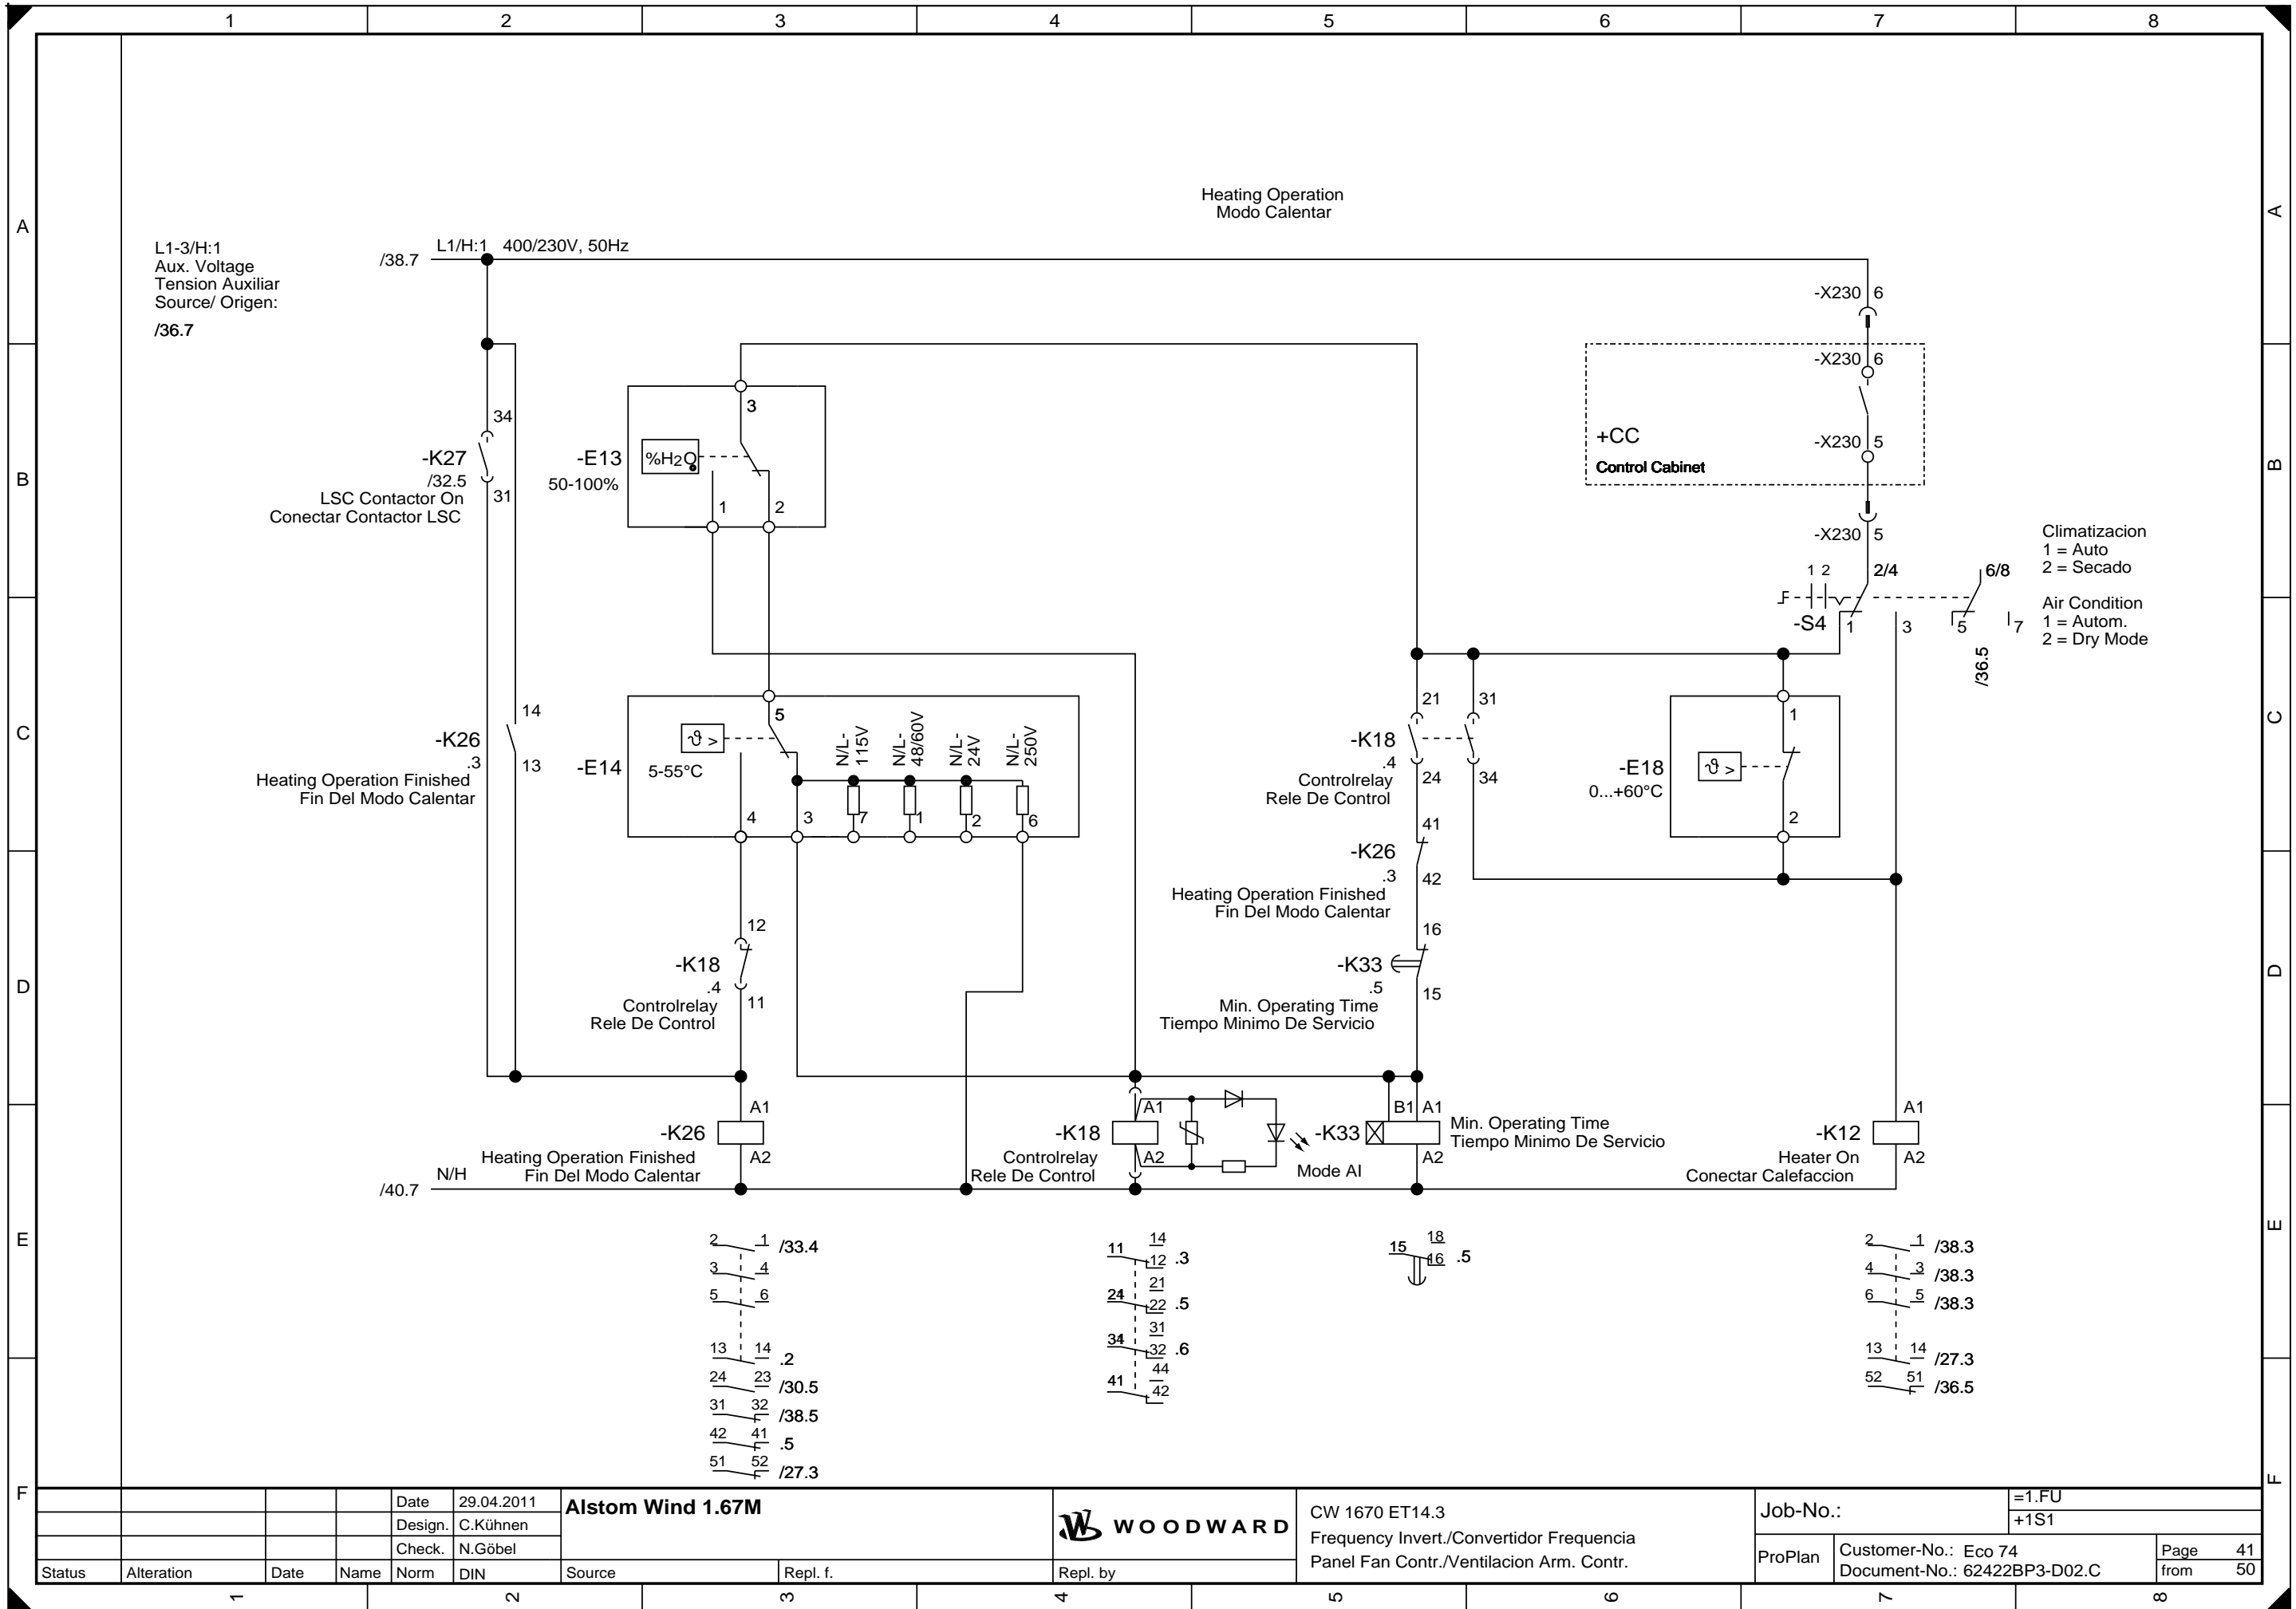 1 2 3 4 5 6 7 8
Heating Operation
Modo Calentar
A A
L1-3/H:1
Aux. Voltage
Tension Auxiliar
Source/ Origen:
/36.7
/38.7 L1/H:1 400/230V, 50Hz
-X230 6
-X230 6
+CC
Control Cabinet
-X230 5
-X230 5
B B
34
-K27
/32.5
LSC Contactor On
Conectar Contactor LSC
31
-E13
50-100%
%H2O
3
1 2
Climatizacion
1 = Auto
2 = Secado
Air Condition
1 = Autom.
2 = Dry Mode
1 2 2/4 6/8
-S4 1 3 5 7
/36.5
C C
14
-K26
.3 13
Heating Operation Finished
Fin Del Modo Calentar
-E14
ϑ >
5-55°C
5
N/L-
115V
N/L-
48/60V
N/L-
24V
N/L-
250V
4 3 7 1 2 6
21 31
-K18
.4
Controlrelay
Rele De Control
24 34
-E18
0...+60°C
ϑ >
1
2
41
-K26
.3 42
Heating Operation Finished
Fin Del Modo Calentar
D D
12
-K18
.4
Controlrelay
Rele De Control
11
16
-K33
.5
15
Min. Operating Time
Tiempo Minimo De Servicio
A1
-K26
A2
Heating Operation Finished
Fin Del Modo Calentar
A1
-K18
A2
Controlrelay
Rele De Control
B1 A1
-K33
A2
Mode AI
Min. Operating Time
Tiempo Minimo De Servicio
A1
-K12
A2
Heater On
Conectar Calefaccion
/40.7 N/H
E E
2 1 /33.4
3 4
5 6
13 14 .2
24 23 /30.5
31 32 /38.5
42 41 .5
51 52 /27.3
11 14
12 .3
21
24 22 .5
31
34 32 .6
44
41 42
18
15 16 .5
2 1 /38.3
4 3 /38.3
6 5 /38.3
13 14 /27.3
52 51 /36.5
F F
Date 29.04.2011
Design. C.Kühnen
Check. N.Göbel
Status Alteration Date Name Norm DIN
Alstom Wind 1.67M
Source Repl. f. Repl. by
WOODWARD
CW 1670 ET14.3
Frequency Invert./Convertidor Frequencia
Panel Fan Contr./Ventilacion Arm. Contr.
Job-No.:
=1.FU
+1S1
ProPlan
Customer-No.: Eco 74
Document-No.: 62422BP3-D02.C
Page 41
from 50
1 2 3 4 5 6 7 8